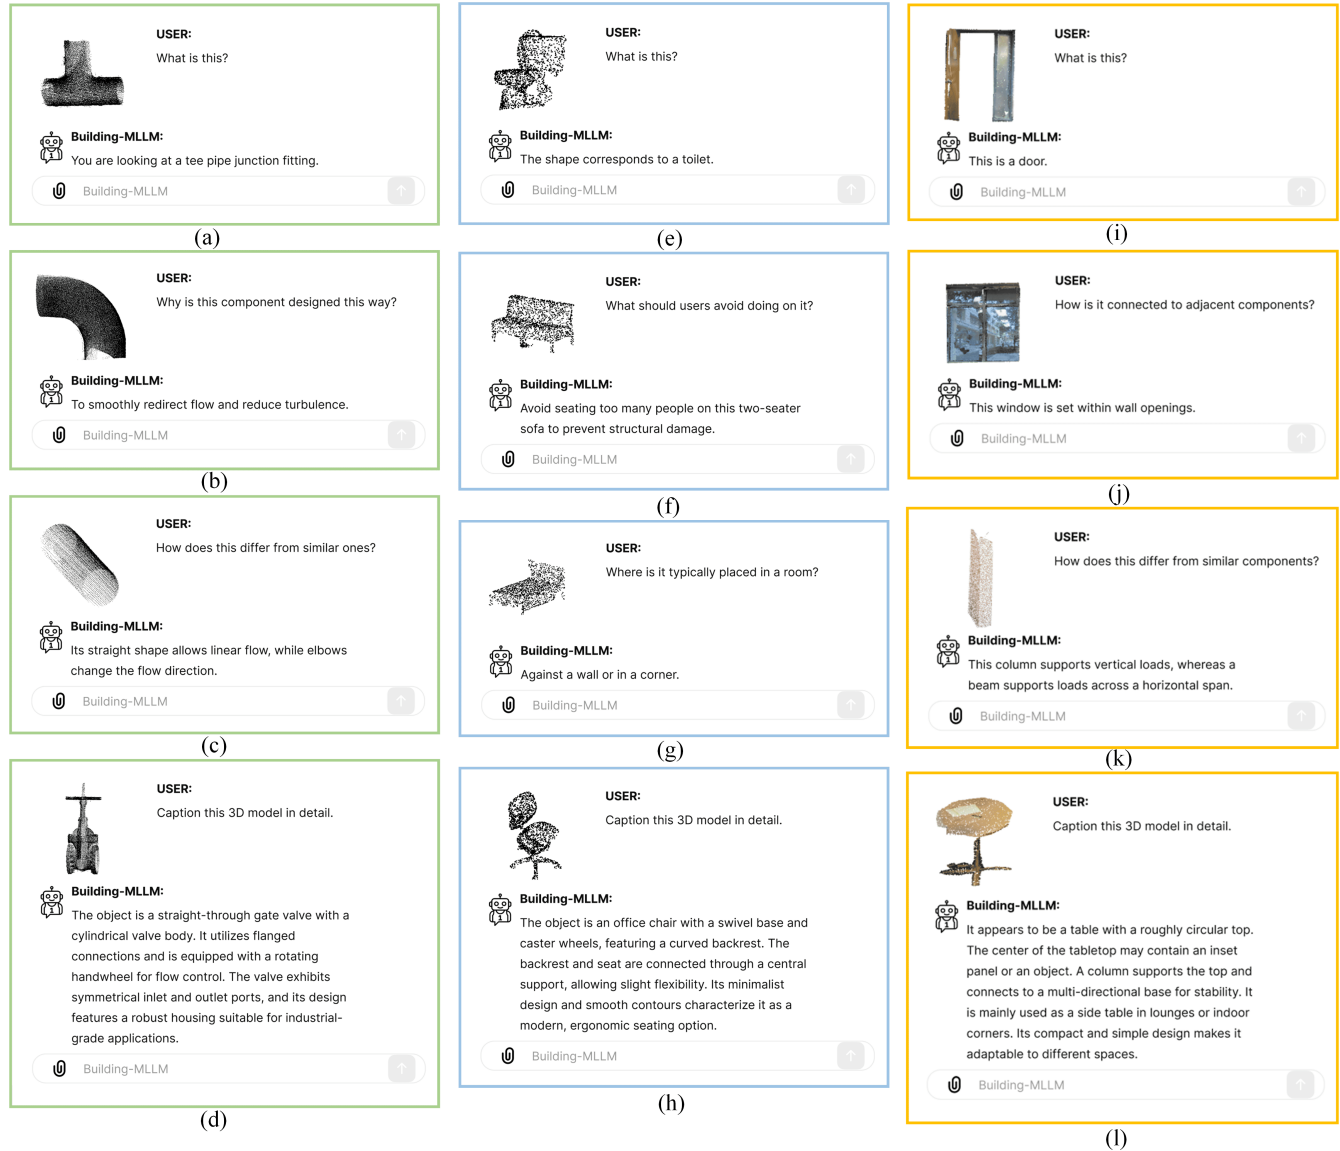 USER:
What is this?
Building-MLLM:
You are looking at a tee pipe junction fitting.
Building-MLLM
(a)
USER:
Why is this component designed this way?
Building-MLLM:
To smoothly redirect flow and reduce turbulence.
Building-MLLM
(b)
USER:
How does this differ from similar ones?
Building-MLLM:
Its straight shape allows linear flow, while elbows
change the flow direction.
Building-MLLM
(c)
USER:
Caption this 3D model in detail.
Building-MLLM:
The object is a straight-through gate valve with a
cylindrical valve body. It utilizes flanged
connections and is equipped with a rotating
handwheel for flow control. The valve exhibits
symmetrical inlet and outlet ports, and its design
features a robust housing suitable for industrial-
grade applications.
Building-MLLM
(d)
USER:
What is this?
Building-MLLM:
The shape corresponds to a toilet.
Building-MLLM
(e)
USER:
What should users avoid doing on it?
Building-MLLM:
Avoid seating too many people on this two-seater
sofa to prevent structural damage.
Building-MLLM
(f)
USER:
Where is it typically placed in a room?
Building-MLLM:
Against a wall or in a corner.
Building-MLLM
(g)
USER:
Caption this 3D model in detail.
Building-MLLM:
The object is an office chair with a swivel base and
caster wheels, featuring a curved backrest. The
backrest and seat are connected through a central
support, allowing slight flexibility. Its minimalist
design and smooth contours characterize it as a
modern, ergonomic seating option.
Building-MLLM
(h)
USER:
What is this?
Building-MLLM:
This is a door.
Building-MLLM
(i)
USER:
How is it connected to adjacent components?
Building-MLLM:
This window is set within wall openings.
Building-MLLM
(j)
USER:
How does this differ from similar components?
Building-MLLM:
This column supports vertical loads, whereas a
beam supports loads across a horizontal span.
Building-MLLM
(k)
USER:
Caption this 3D model in detail.
Building-MLLM:
It appears to be a table with a roughly circular top.
The center of the tabletop may contain an inset
panel or an object. A column supports the top and
connects to a multi-directional base for stability. It
is mainly used as a side table in lounges or indoor
corners. Its compact and simple design makes it
adaptable to different spaces.
Building-MLLM
(l)